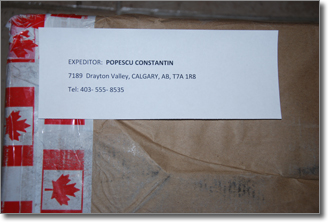 EXPEDITOR: POPESCU CONSTANTIN
7189 Drayton Valley, CALGARY, AB, T7A 1R8
Tel: 403- 555- 8535